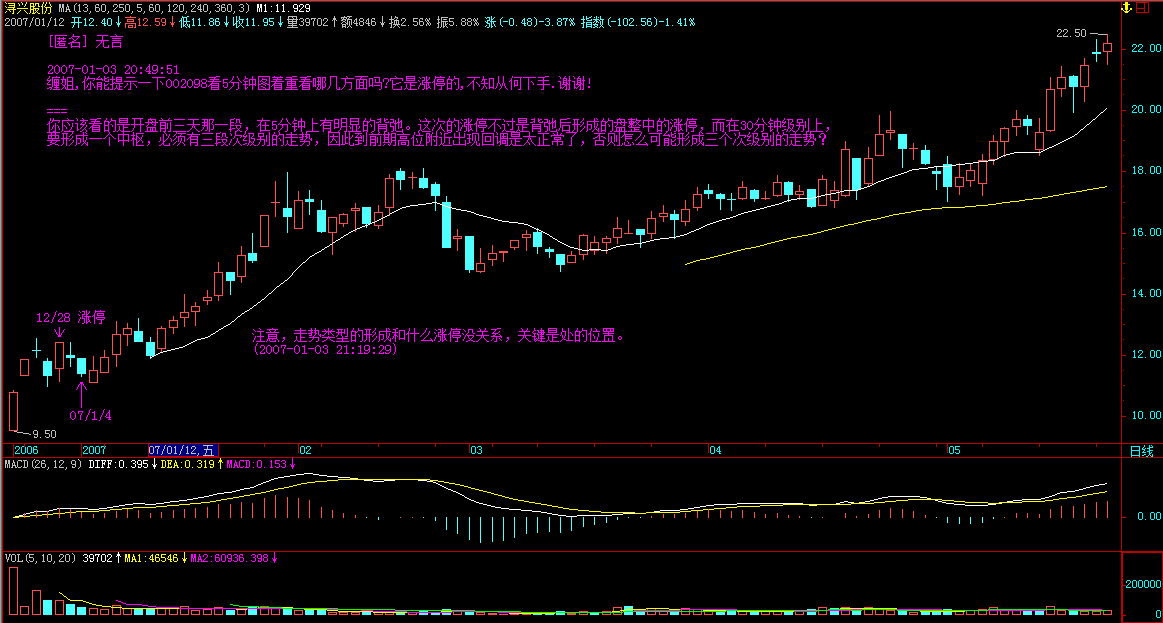 浔兴股份 MA(13,60,250,5,60,120,240,360,3) M1:11.929
2007/01/12 开12.40↓高12.59↓低11.86↓收11.95↓量39702↑额4846↓换2.56% 振5.88% 涨(-0.48)-3.87% 指数(-102.56)-1.41%
[匿名] 无言
2007-01-03 20:49:51
缠姐,你能提示一下002098看5分钟图着重看哪几方面吗?它是涨停的,不知从何下手.谢谢!
===
你应该看的是开盘前三天那一段，在5分钟上有明显的背弛。这次的涨停不过是背弛后形成的盘整中的涨停，而在30分钟级别上，
要形成一个中枢，必须有三段次级别的走势，因此到前期高位附近出现回调是太正常了，否则怎么可能形成三个次级别的走势？
22.50
22.00
20.00
18.00
16.00
14.00
12.00
10.00
12/28 涨停
注意，走势类型的形成和什么涨停没关系，关键是处的位置。
(2007-01-03 21:19:29)
07/1/4
9.50
2006 2007 07/01/12,五 02 03 04 05 日线
MACD(26,12,9) DIFF:0.395↓DEA:0.319↑MACD:0.153↓
0.00
VOL(5,10,20) 39702↑MA1:46546↓MA2:60936.398↓
200000
0